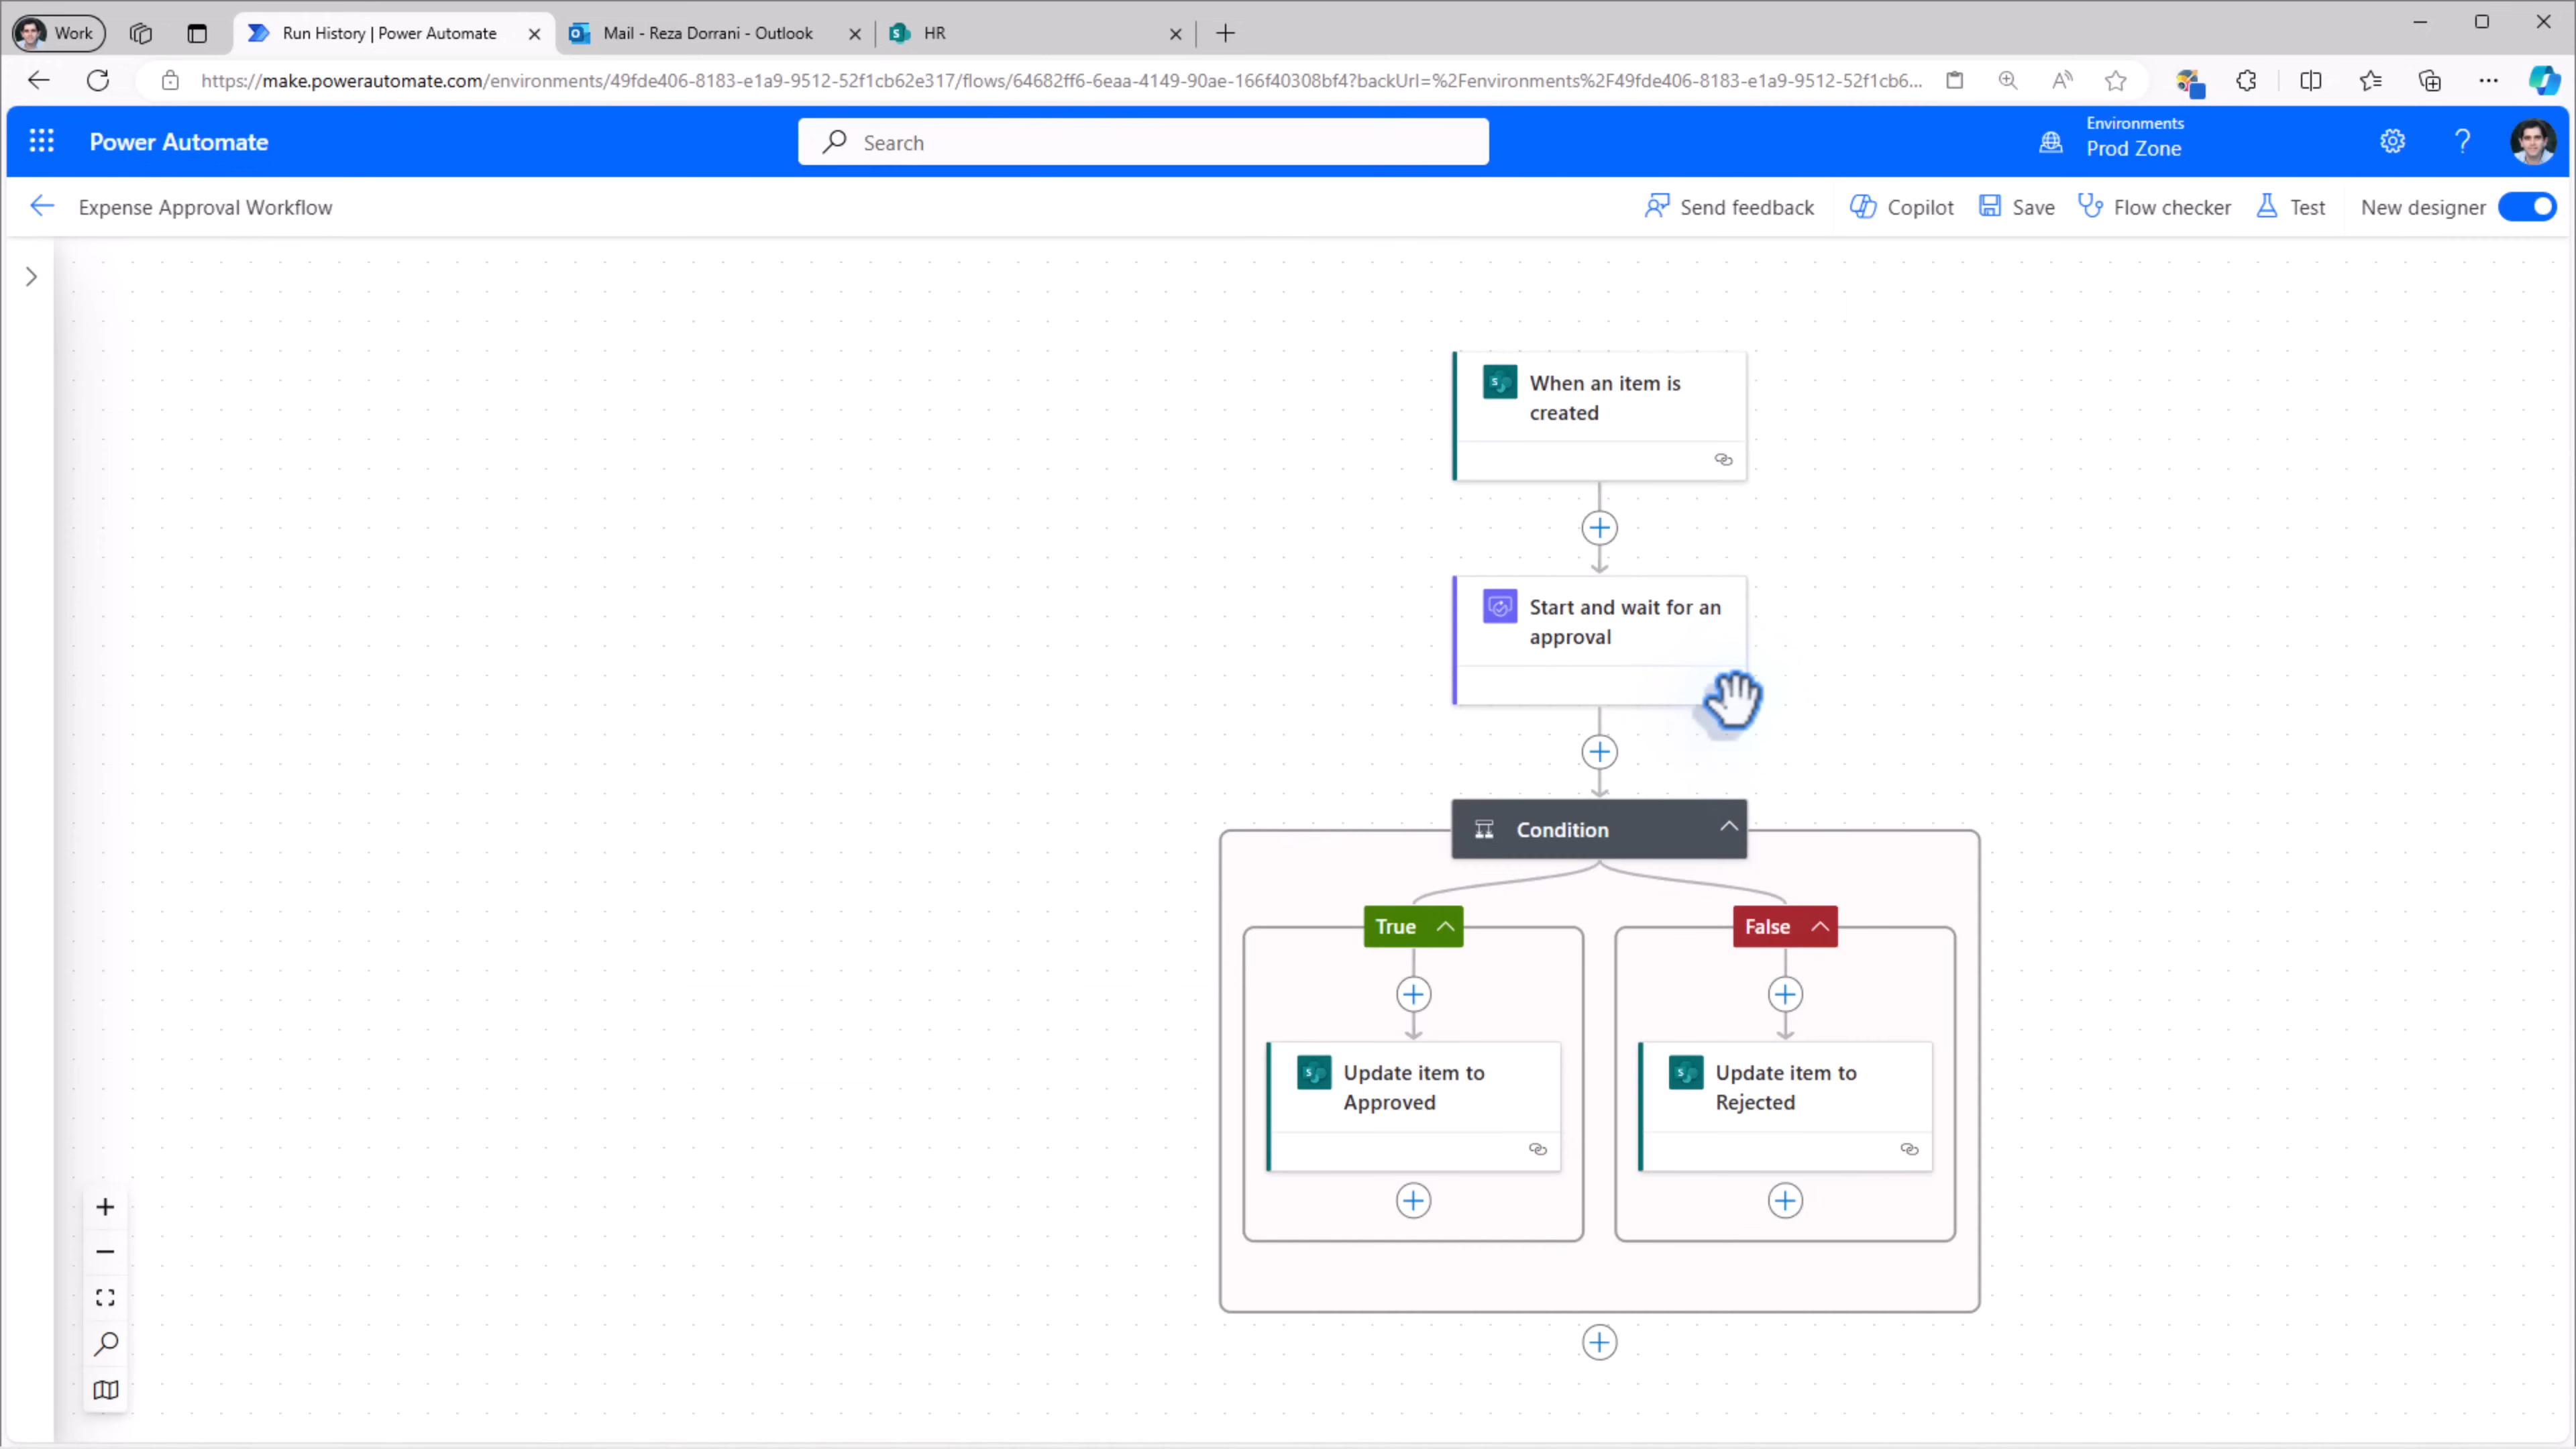 Work
Run History | Power Automate
Mail - Reza Dorrani - Outlook
HR
https://make.powerautomate.com/environments/49fde406-8183-e1a9-9512-52f1cb62e317/flows/64682ff6-6eaa-4149-90ae-166f40308bf4?backUrl=%2Fenvironments%2F49fde406-8183-e1a9-9512-52f1cb6...
Power Automate
Search
Environments
Prod Zone
Expense Approval Workflow
Send feedback
Copilot
Save
Flow checker
Test
New designer
When an item is
created
Start and wait for an
approval
Condition
True
False
Update item to
Approved
Update item to
Rejected